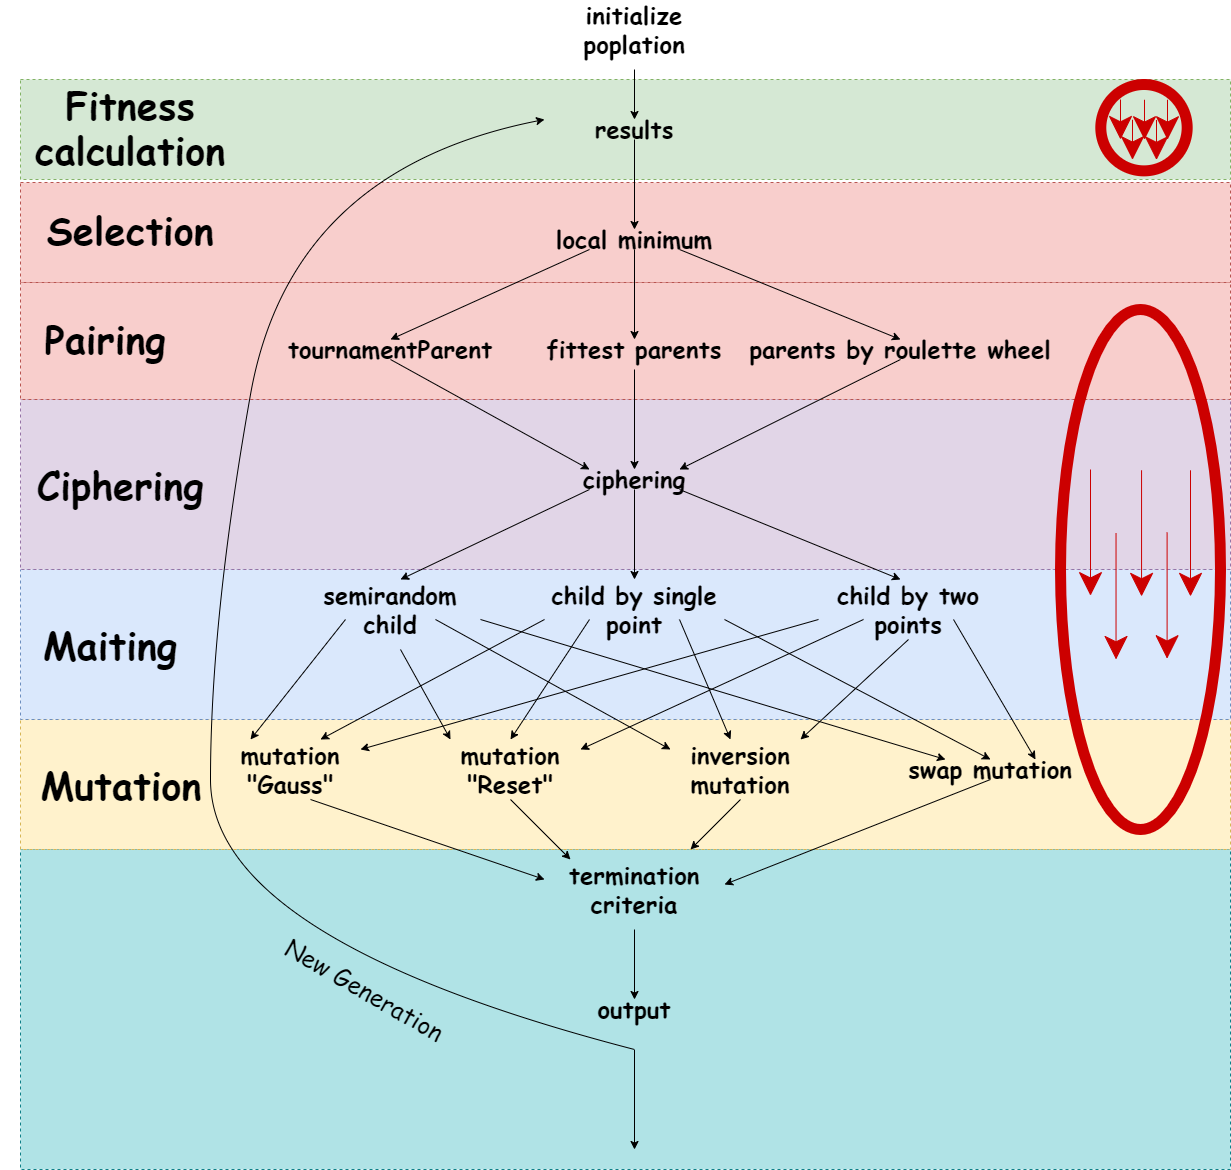 initialize
poplation
Fitness
calculation
results
Selection
local minimum
Pairing
tournamentParent
fittest parents
parents by roulette wheel
Ciphering
ciphering
Maiting
semirandom
child
child by single
point
child by two
points
Mutation
mutation
"Gauss"
mutation
"Reset"
inversion
mutation
swap mutation
termination
criteria
New Generation
output